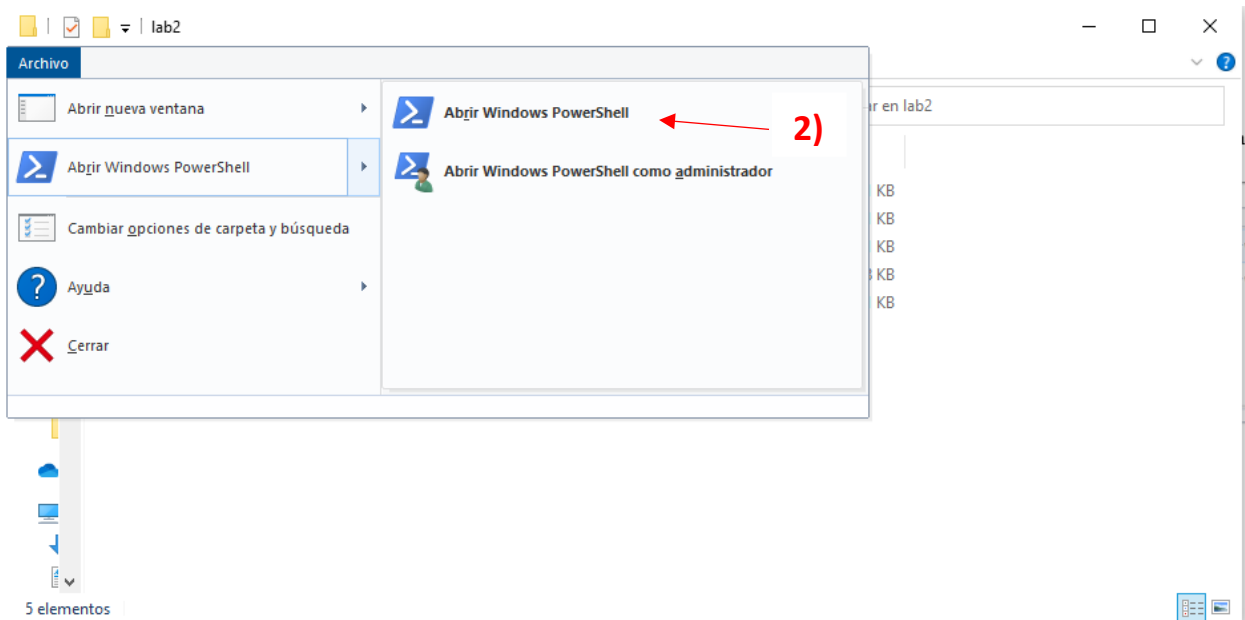 lab2
Archivo
Abrir nueva ventana
Abrir Windows PowerShell
Cambiar opciones de carpeta y búsqueda
Ayuda
Cerrar
Abrir Windows PowerShell
2)
Abrir Windows PowerShell como administrador
en lab2
KB
KB
KB
KB
KB
5 elementos